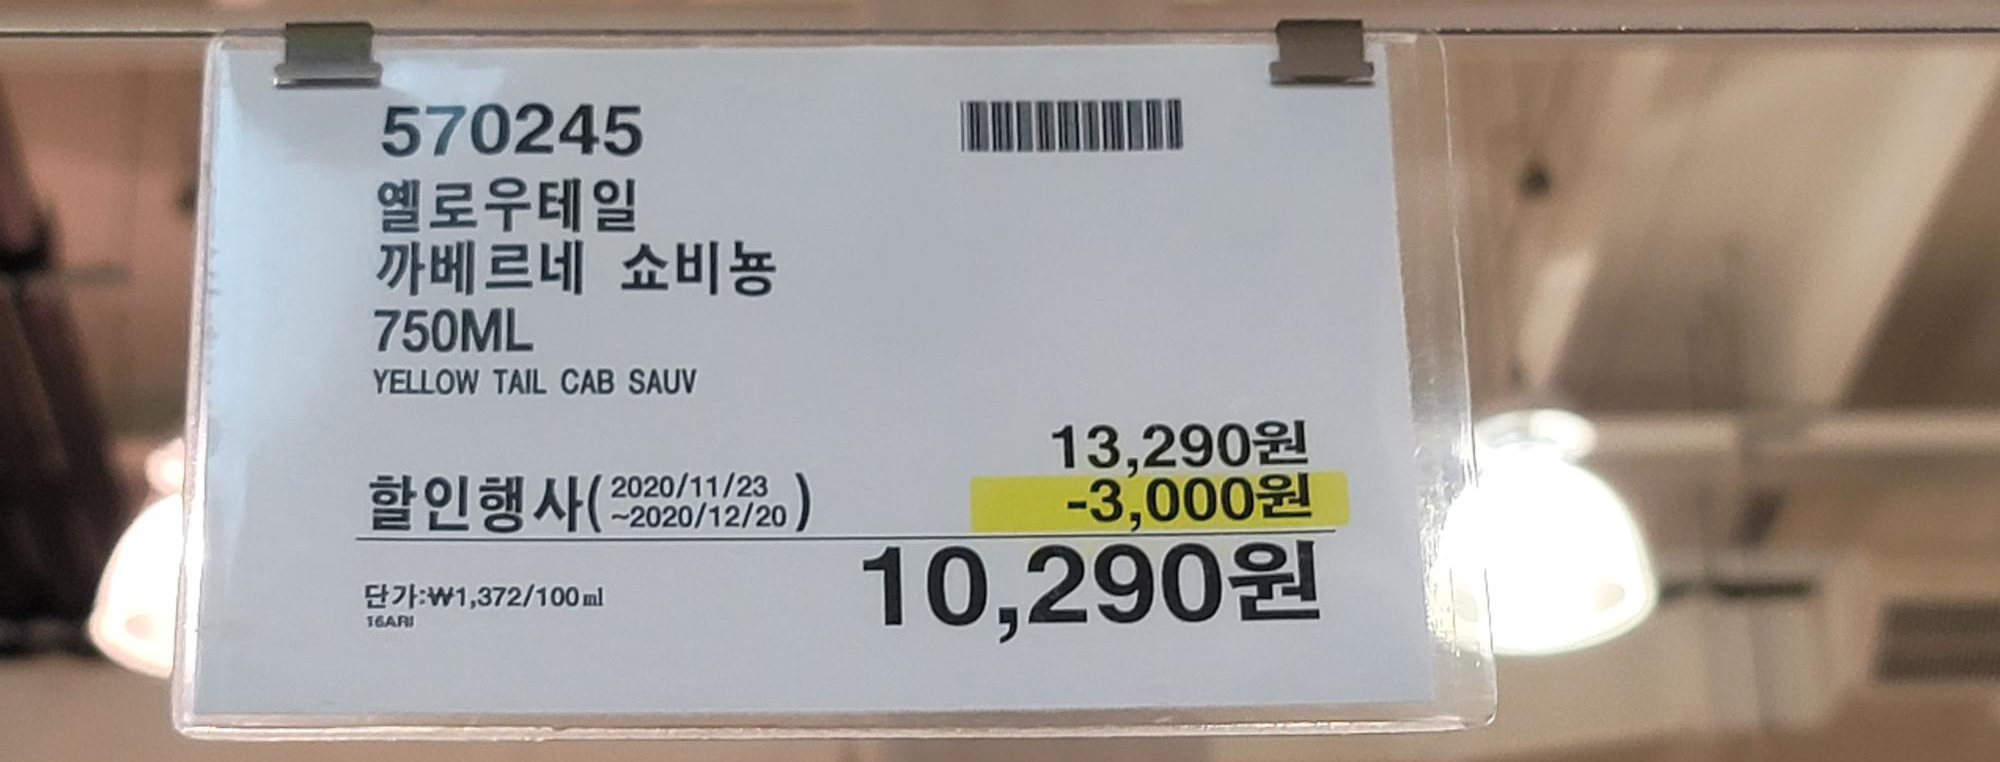 570245
옐로우테일
까베르네 쇼비뇽
750ML
YELLOW TAIL CAB SAUV
13,290원
할인행사(2020/11/23 ~2020/12/20) -3,000원
10,290원
단가:₩1,372/100㎖
16ARI